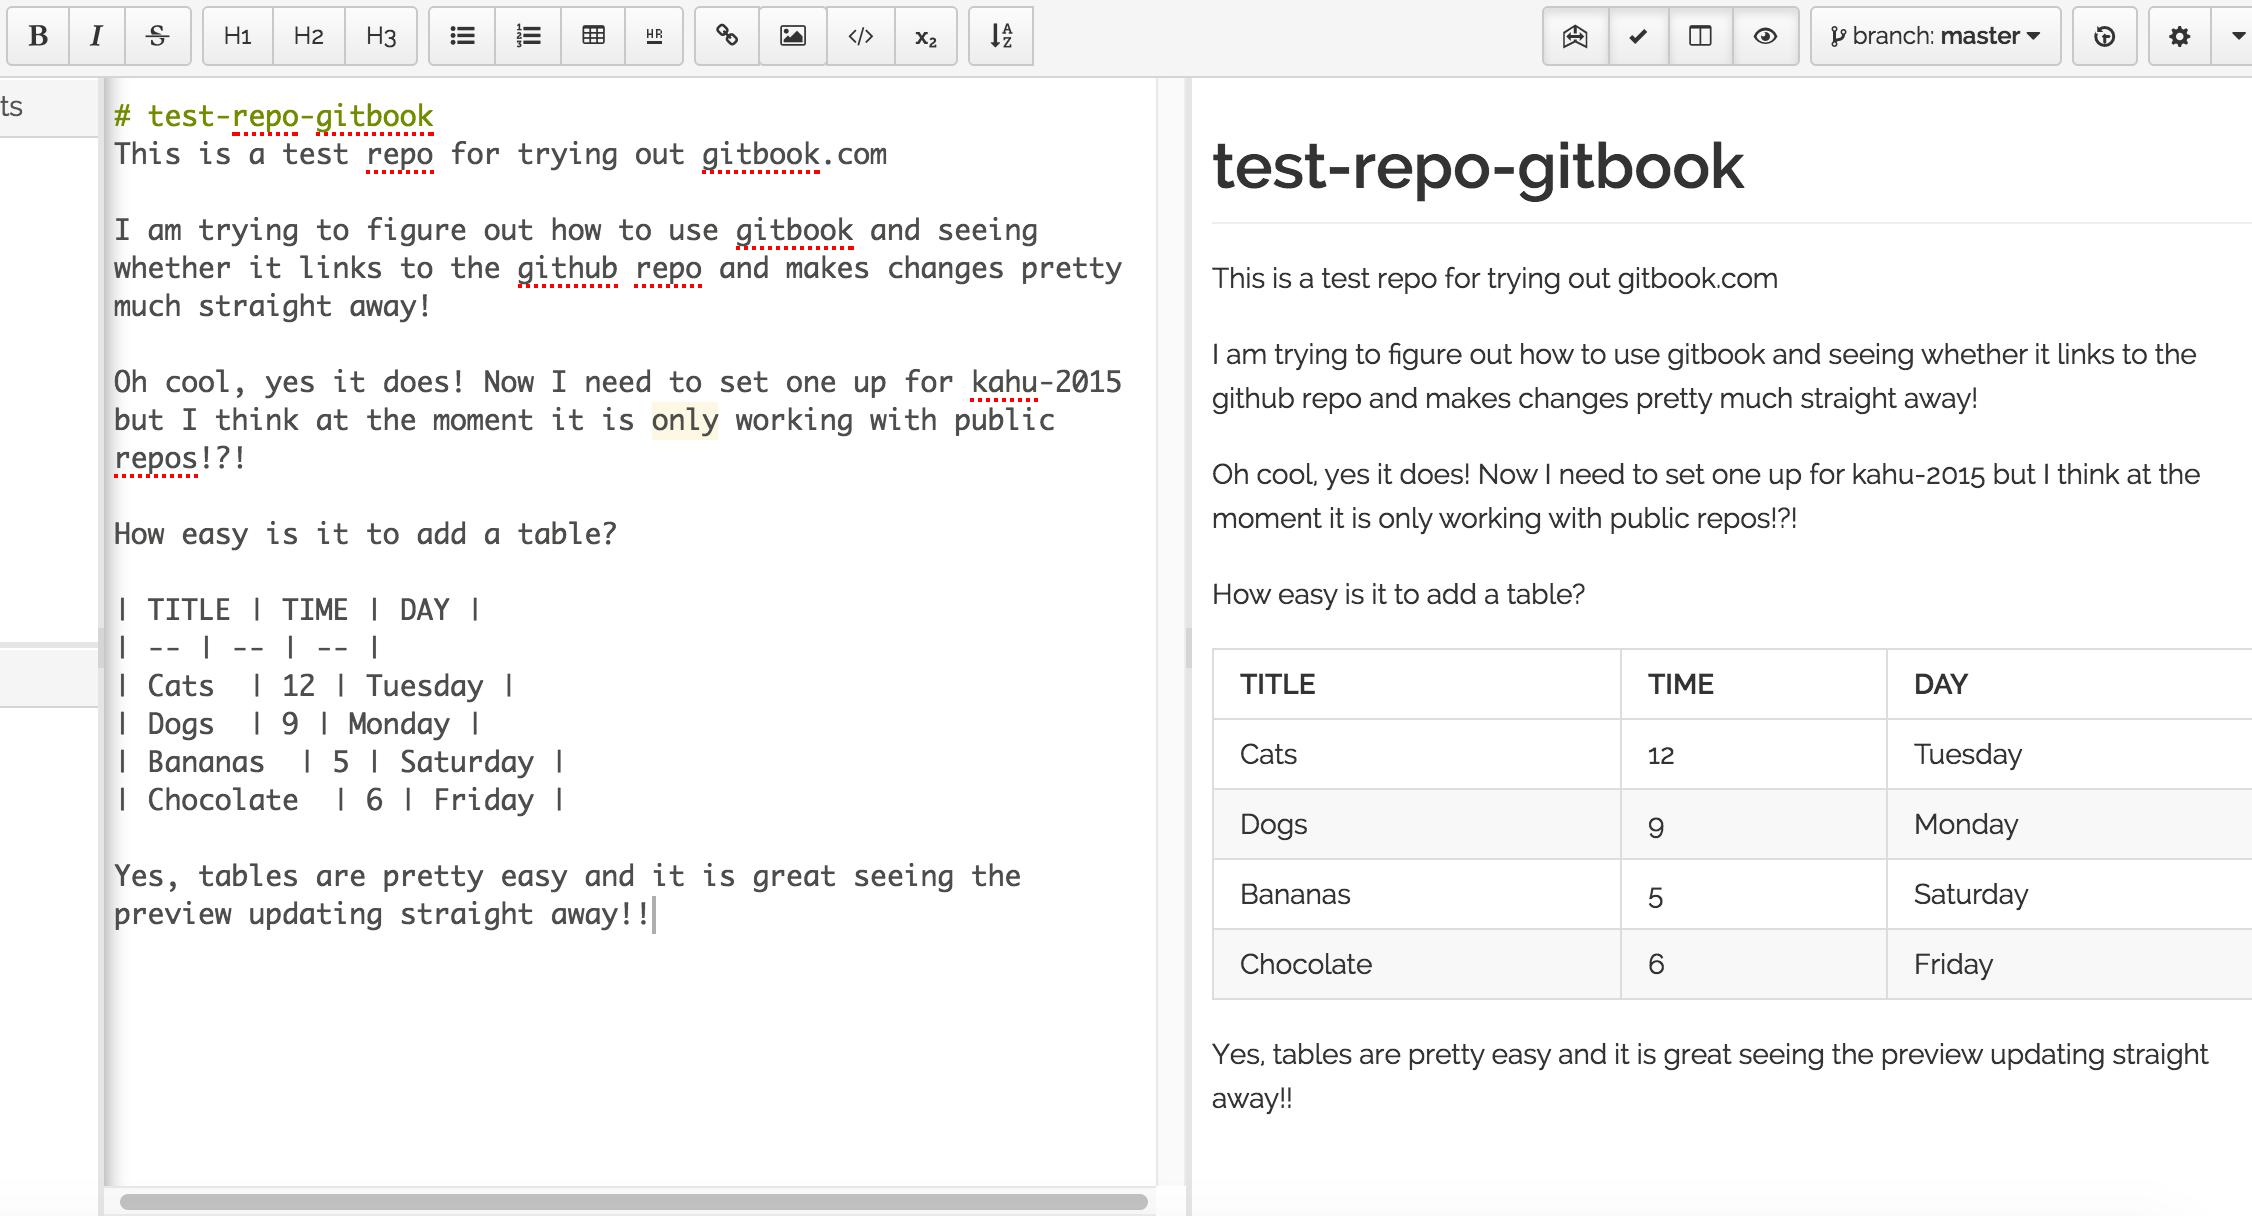 B I S H1 H2 H3 HR </> x₂ A Z branch: master
ts
# test-repo-gitbook
This is a test repo for trying out gitbook.com
I am trying to figure out how to use gitbook and seeing
whether it links to the github repo and makes changes pretty
much straight away!
Oh cool, yes it does! Now I need to set one up for kahu-2015
but I think at the moment it is only working with public
repos!?!
How easy is it to add a table?
| TITLE | TIME | DAY |
| -- | -- | -- |
| Cats  | 12 | Tuesday |
| Dogs  | 9 | Monday |
| Bananas  | 5 | Saturday |
| Chocolate  | 6 | Friday |
Yes, tables are pretty easy and it is great seeing the
preview updating straight away!!
test-repo-gitbook
This is a test repo for trying out gitbook.com
I am trying to figure out how to use gitbook and seeing whether it links to the
github repo and makes changes pretty much straight away!
Oh cool, yes it does! Now I need to set one up for kahu-2015 but I think at the
moment it is only working with public repos!?!
How easy is it to add a table?
TITLE TIME DAY
Cats 12 Tuesday
Dogs 9 Monday
Bananas 5 Saturday
Chocolate 6 Friday
Yes, tables are pretty easy and it is great seeing the preview updating straight
away!!